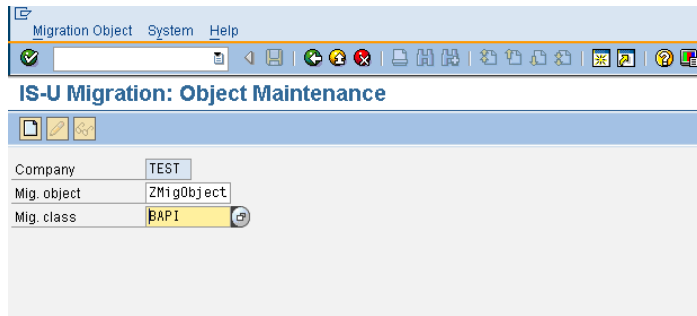 Migration Object System Help
IS-U Migration: Object Maintenance
Company TEST
Mig. object ZMigObject
Mig. class BAPI